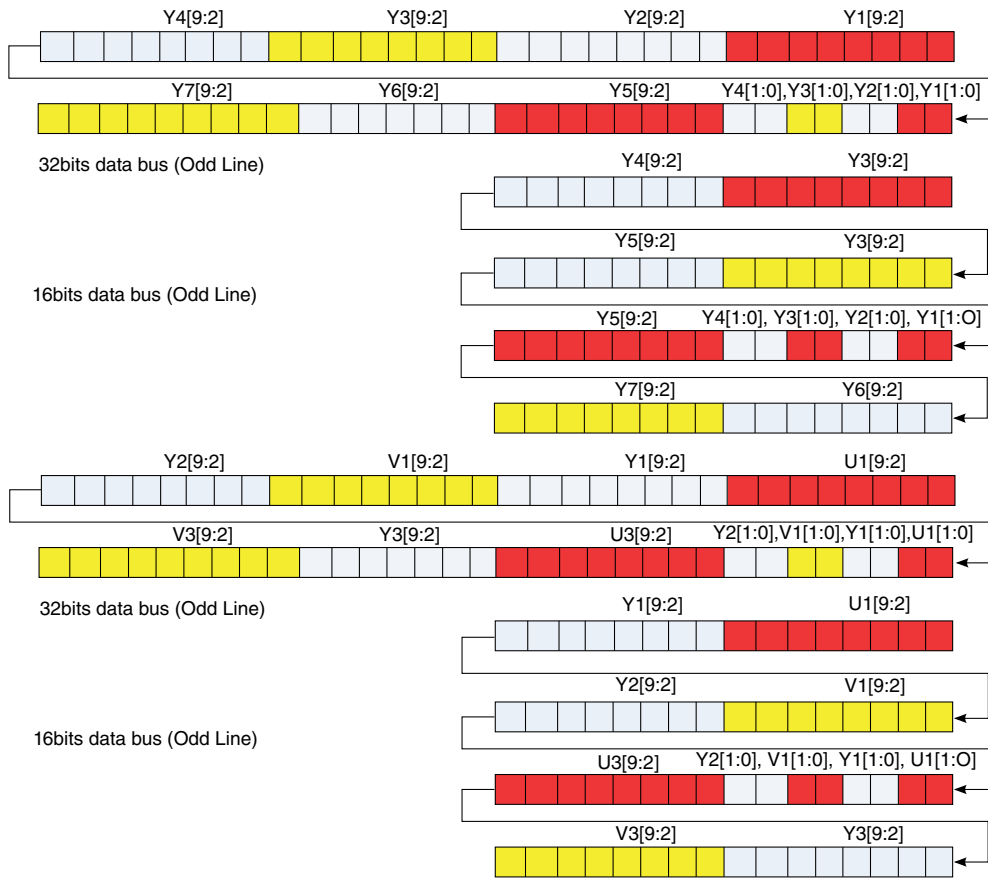 Y4[9:2] Y3[9:2] Y2[9:2] Y1[9:2]
Y7[9:2] Y6[9:2] Y5[9:2] Y4[1:0],Y3[1:0],Y2[1:0],Y1[1:0]
32bits data bus (Odd Line)
Y4[9:2] Y3[9:2]
Y5[9:2] Y3[9:2]
16bits data bus (Odd Line)
Y5[9:2] Y4[1:0], Y3[1:0], Y2[1:0], Y1[1:O]
Y7[9:2] Y6[9:2]
Y2[9:2] V1[9:2] Y1[9:2] U1[9:2]
V3[9:2] Y3[9:2] U3[9:2] Y2[1:0],V1[1:0],Y1[1:0],U1[1:0]
32bits data bus (Odd Line)
Y1[9:2] U1[9:2]
Y2[9:2] V1[9:2]
16bits data bus (Odd Line)
U3[9:2] Y2[1:0], V1[1:0], Y1[1:0], U1[1:O]
V3[9:2] Y3[9:2]